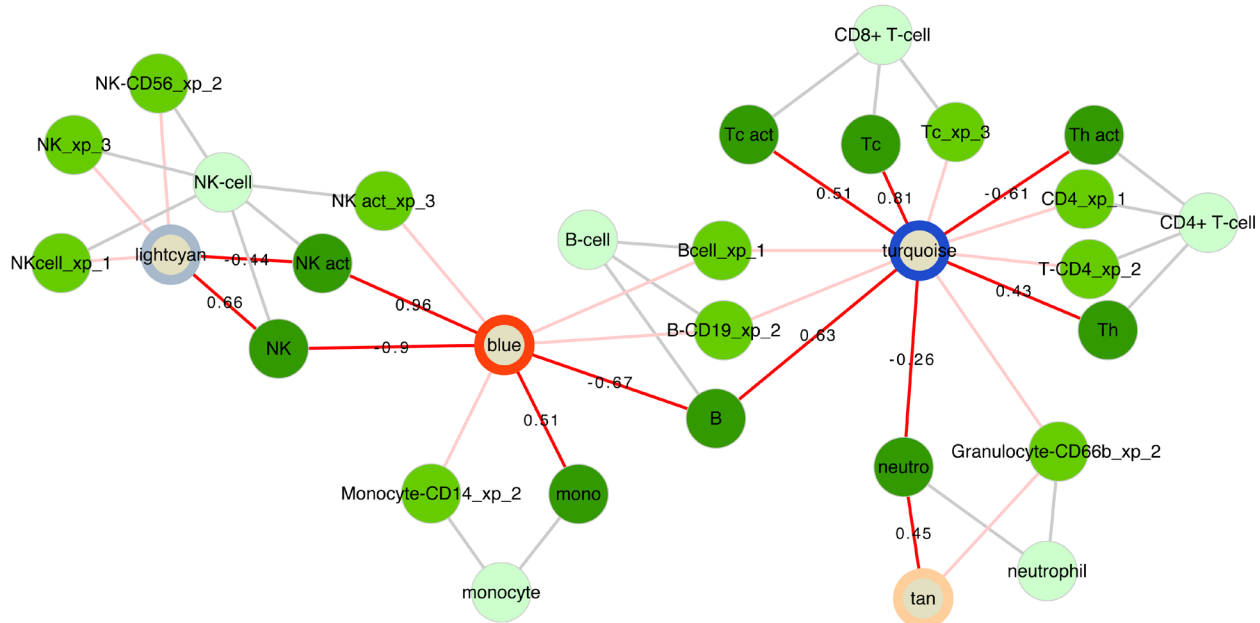 CD8+ T-cell
NK-CD56_xp_2
Tc act
Tc
Tc_xp_3
Th act
NK_xp_3
NK-cell
NK act_xp_3
0.51
0.81
-0.61
CD4_xp_1
CD4+ T-cell
B-cell
Bcell_xp_1
turquoise
lightcyan
NKcell_xp_1
-0.44
NK act
T-CD4_xp_2
0.43
0.66
0.96
B-CD19_xp_2
0.63
Th
NK
-0.9
blue
-0.26
-0.67
B
0.51
Granulocyte-CD66b_xp_2
neutro
Monocyte-CD14_xp_2
mono
0.45
neutrophil
monocyte
tan